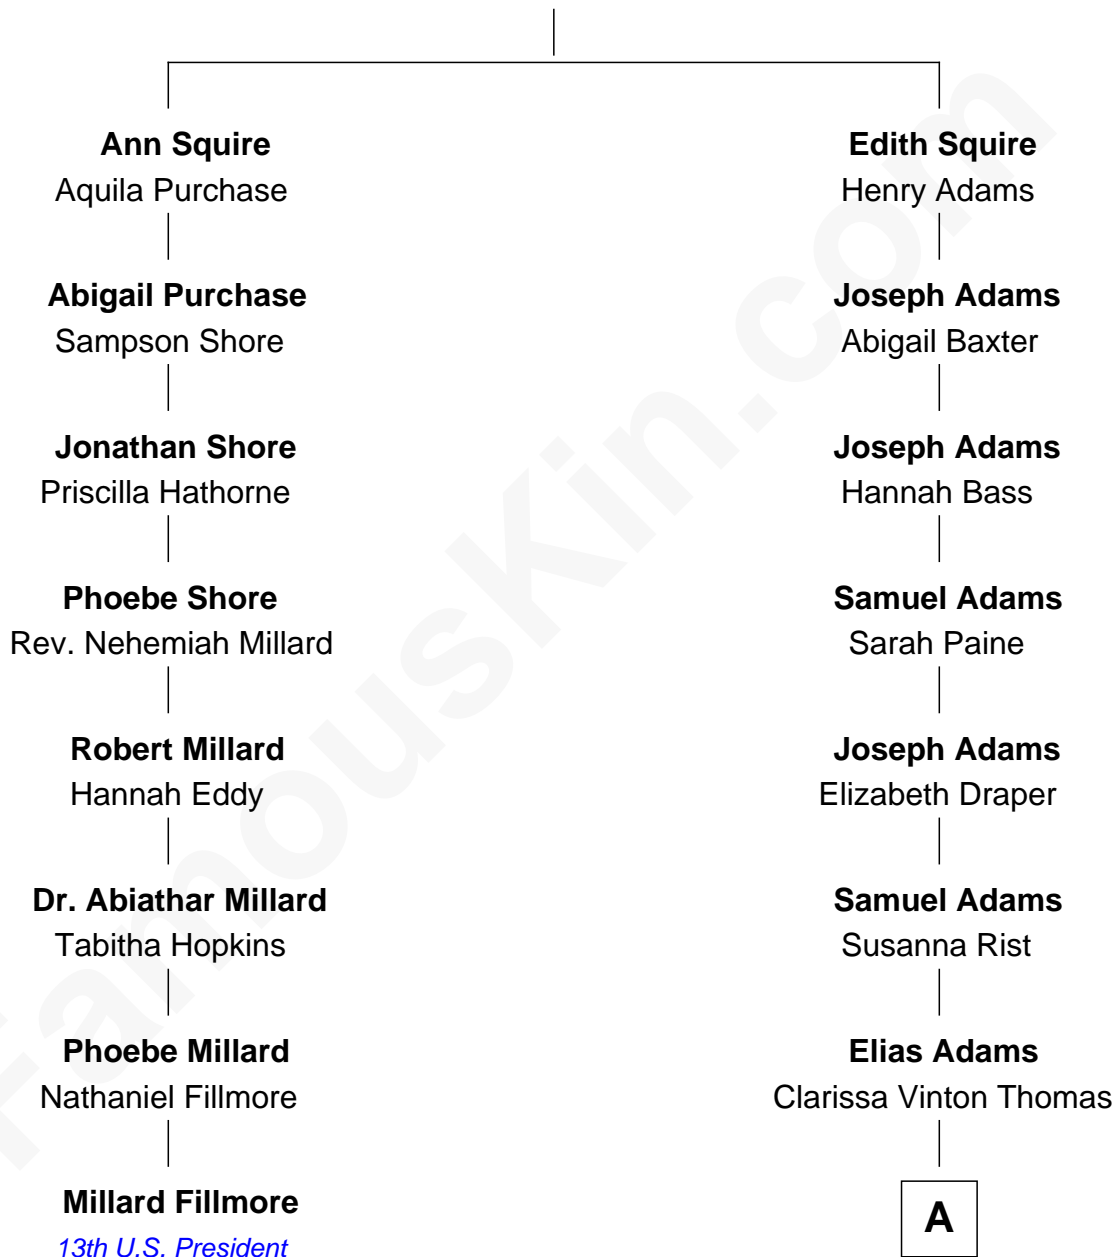 Ann Squire
Aquila Purchase
Abigail Purchase
Sampson Shore
Jonathan Shore
Priscilla Hathorne
Phoebe Shore
Rev. Nehemiah Millard
Robert Millard
Hannah Eddy
Dr. Abiathar Millard
Tabitha Hopkins
Phoebe Millard
Nathaniel Fillmore
Millard Fillmore
13th U.S. President
Edith Squire
Henry Adams
Joseph Adams
Abigail Baxter
Joseph Adams
Hannah Bass
Samuel Adams
Sarah Paine
Joseph Adams
Elizabeth Draper
Samuel Adams
Susanna Rist
Elias Adams
Clarissa Vinton Thomas
A
FamousKin.com